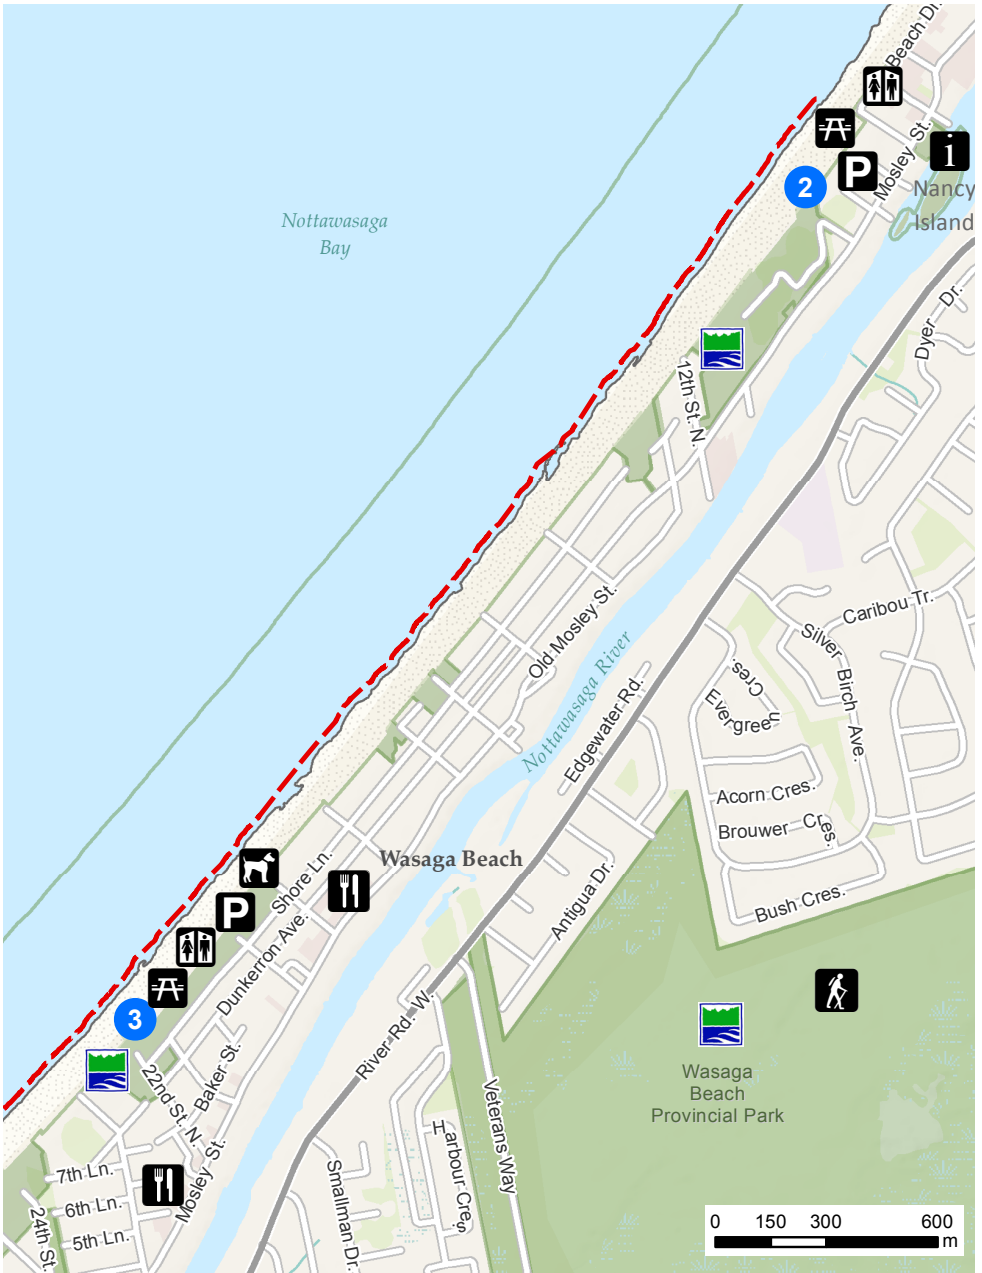 Beach Dr.
Mosley St.
P
i
2
Nancy
Island
Nottawasaga
Bay
Dyer Dr.
12th St. N.
Caribou Tr.
Old Mosley St.
Silver Birch Ave.
Nottawasaga River
Evergreen Cres.
Edgewater Rd.
Acorn Cres.
Brouwer Cres.
Wasaga Beach
Shore Ln.
P
Antigua Dr.
Bush Cres.
Dunkerron Ave.
3
River Rd. W.
Wasaga
Beach
Provincial Park
Baker St.
22nd St. N.
Veterans Way
Harbour Cres
Mosley St.
7th Ln.
6th Ln.
5th Ln.
24th St.
Smallman Dr.
0 150 300 600
m